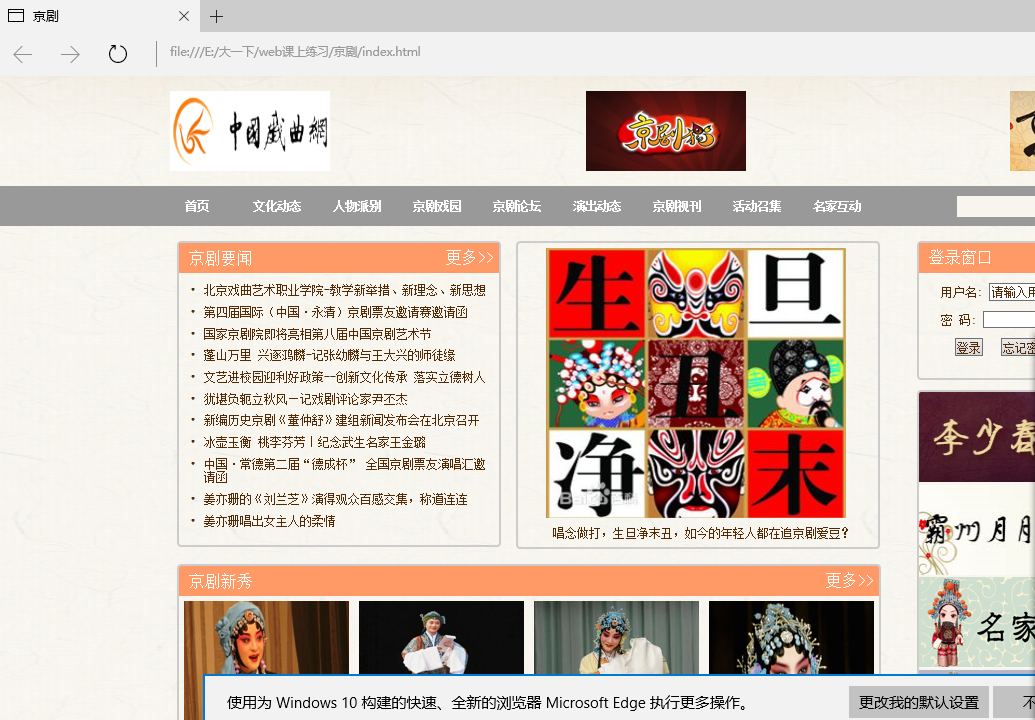 京剧
file:///E:/大一下/web课上练习/京剧/index.html
中国戏曲網
京剧猫
首页 文化动态 人物派别 京剧戏园 京剧论坛 演出动态 京剧视刊 活动召集 名家互动
京剧要闻 更多>>
• 北京戏曲艺术职业学院-教学新举措、新理念、新思想
• 第四届国际（中国·永清）京剧票友邀请赛邀请函
• 国家京剧院即将亮相第八届中国京剧艺术节
• 蓬山万里 兴逐鸿麟-记张幼麟与王大兴的师徒缘
• 文艺进校园迎利好政策--创新文化传承 落实立德树人
• 犹堪负轭立秋风－记戏剧评论家尹丕杰
• 新编历史京剧《董仲舒》建组新闻发布会在北京召开
• 冰壶玉衡 桃李芬芳丨纪念武生名家王金璐
• 中国·常德第二届“德成杯” 全国京剧票友演唱汇邀
请函
• 姜亦珊的《刘兰芝》演得观众百感交集，称道连连
• 姜亦珊唱出女主人的柔情
生 旦
丑
净 末
Baidu百科
唱念做打，生旦净末丑，如今的年轻人都在追京剧爱豆？
登录窗口
用户名: 请输入用
密 码:
登录 忘记密
李少春
霸州月月
名家
京剧新秀 更多>>
使用为 Windows 10 构建的快速、全新的浏览器 Microsoft Edge 执行更多操作。
更改我的默认设置 不